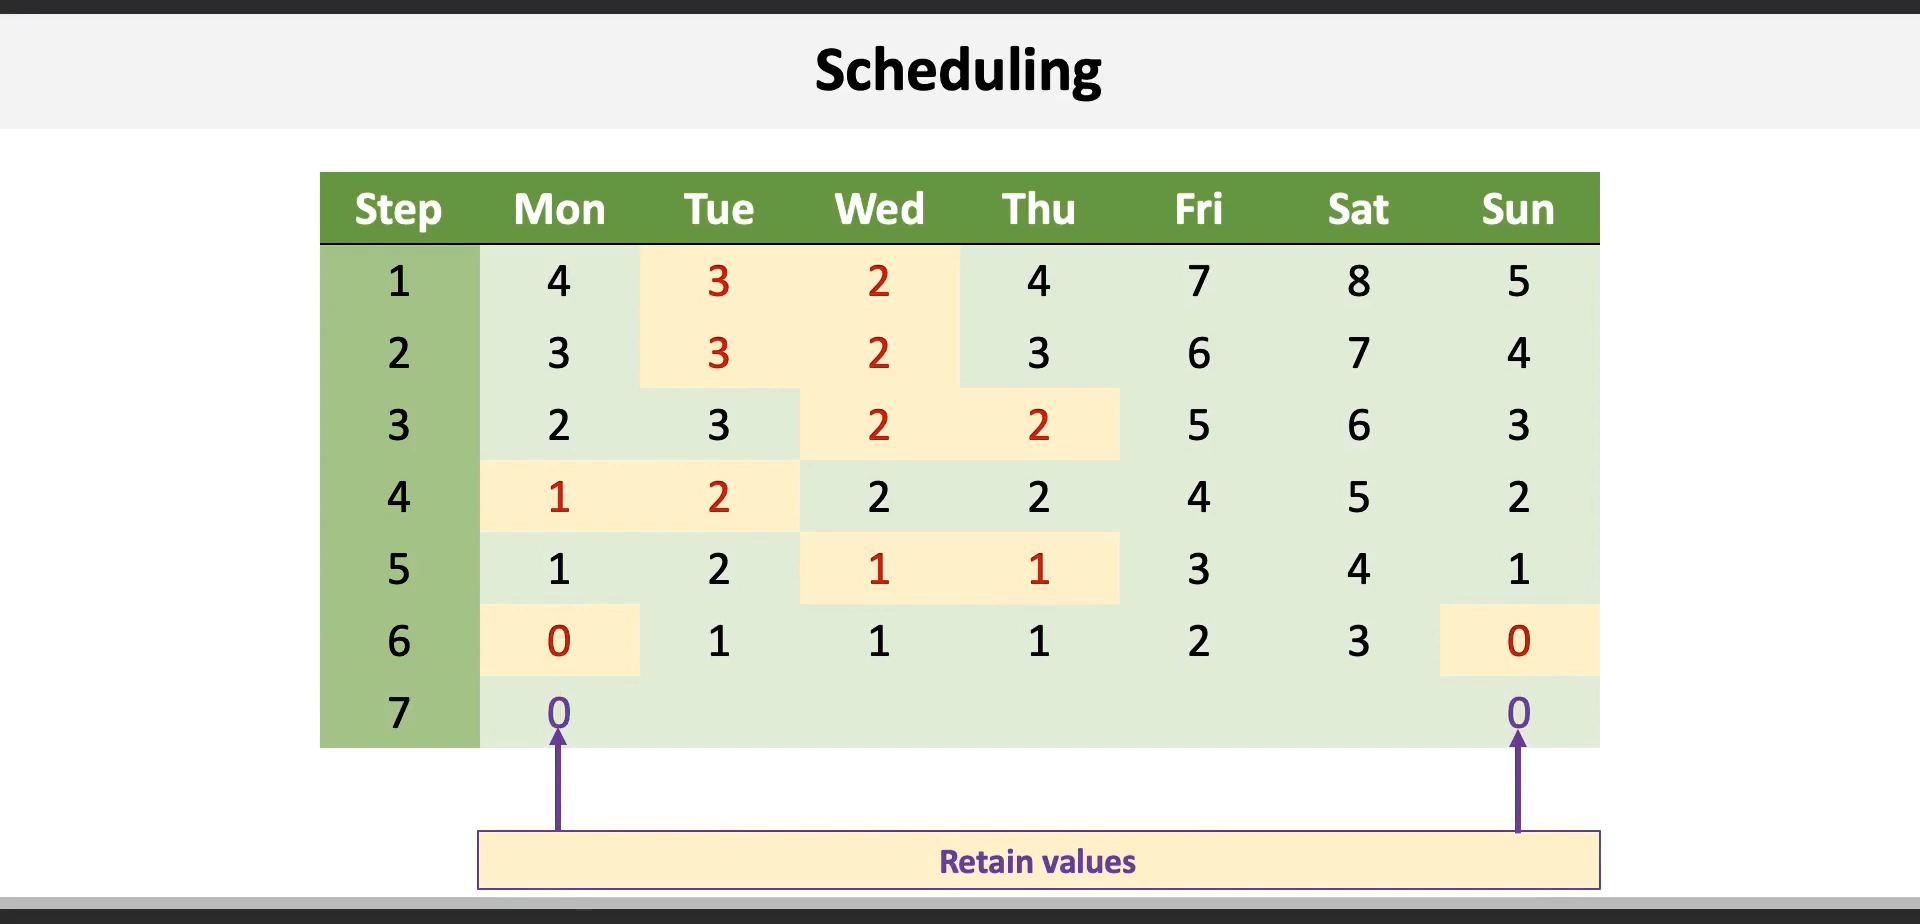 Scheduling
Step Mon Tue Wed Thu Fri Sat Sun
1 4 3 2 4 7 8 5
2 3 3 2 3 6 7 4
3 2 3 2 2 5 6 3
4 1 2 2 2 4 5 2
5 1 2 1 1 3 4 1
6 0 1 1 1 2 3 0
7 0 0
Retain values